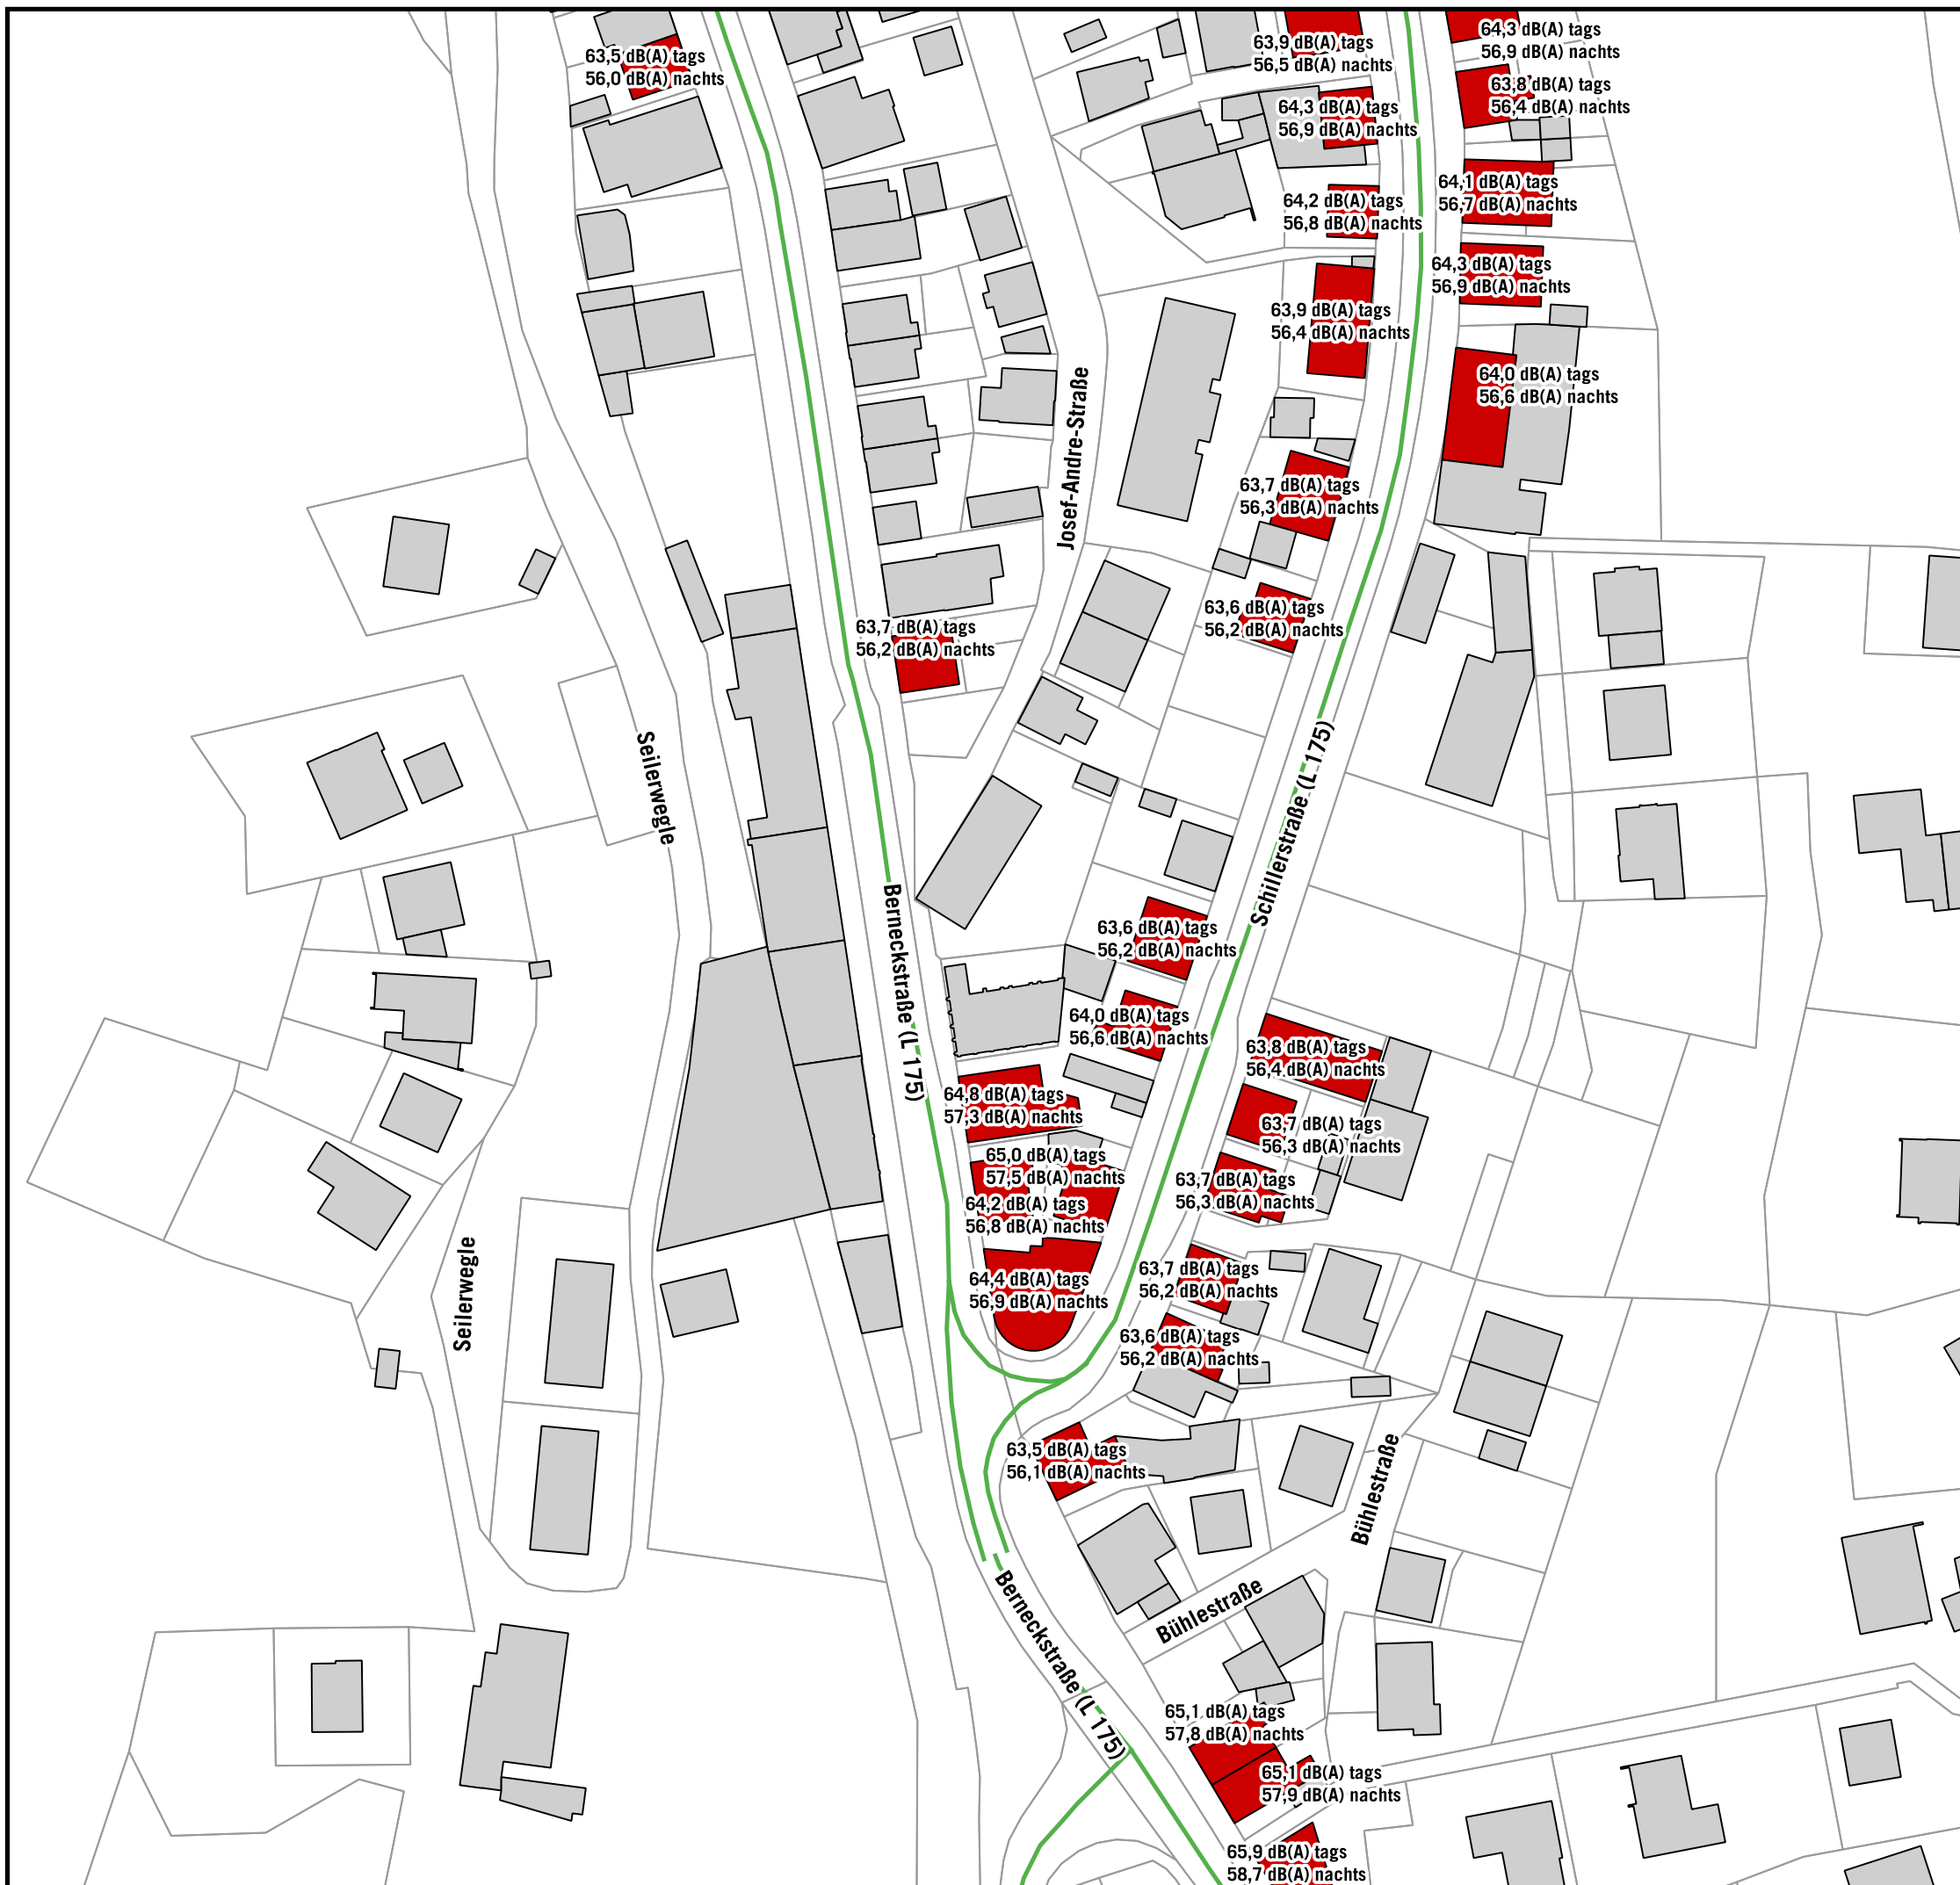 63,5 dB(A) tags
56,0 dB(A) nachts
63,9 dB(A) tags
56,5 dB(A) nachts
64,3 dB(A) tags
56,9 dB(A) nachts
63,8 dB(A) tags
56,4 dB(A) nachts
64,3 dB(A) tags
56,9 dB(A) nachts
64,1 dB(A) tags
56,7 dB(A) nachts
64,2 dB(A) tags
56,8 dB(A) nachts
64,3 dB(A) tags
56,9 dB(A) nachts
63,9 dB(A) tags
56,4 dB(A) nachts
64,0 dB(A) tags
56,6 dB(A) nachts
Josef-Andre-Straße
63,7 dB(A) tags
56,3 dB(A) nachts
63,6 dB(A) tags
56,2 dB(A) nachts
63,7 dB(A) tags
56,2 dB(A) nachts
Seilerwegle
Schillerstraße (L 175)
Berneckstraße (L 175)
63,6 dB(A) tags
56,2 dB(A) nachts
64,0 dB(A) tags
56,6 dB(A) nachts
63,8 dB(A) tags
56,4 dB(A) nachts
64,8 dB(A) tags
57,3 dB(A) nachts
63,7 dB(A) tags
56,3 dB(A) nachts
65,0 dB(A) tags
57,5 dB(A) nachts
63,7 dB(A) tags
56,3 dB(A) nachts
64,2 dB(A) tags
56,8 dB(A) nachts
Seilerwegle
64,4 dB(A) tags
56,9 dB(A) nachts
63,7 dB(A) tags
56,2 dB(A) nachts
63,6 dB(A) tags
56,2 dB(A) nachts
63,5 dB(A) tags
56,1 dB(A) nachts
Bühlestraße
Bühlestraße
Berneckstraße (L 175)
65,1 dB(A) tags
57,8 dB(A) nachts
65,1 dB(A) tags
57,9 dB(A) nachts
65,9 dB(A) tags
58,7 dB(A) nachts